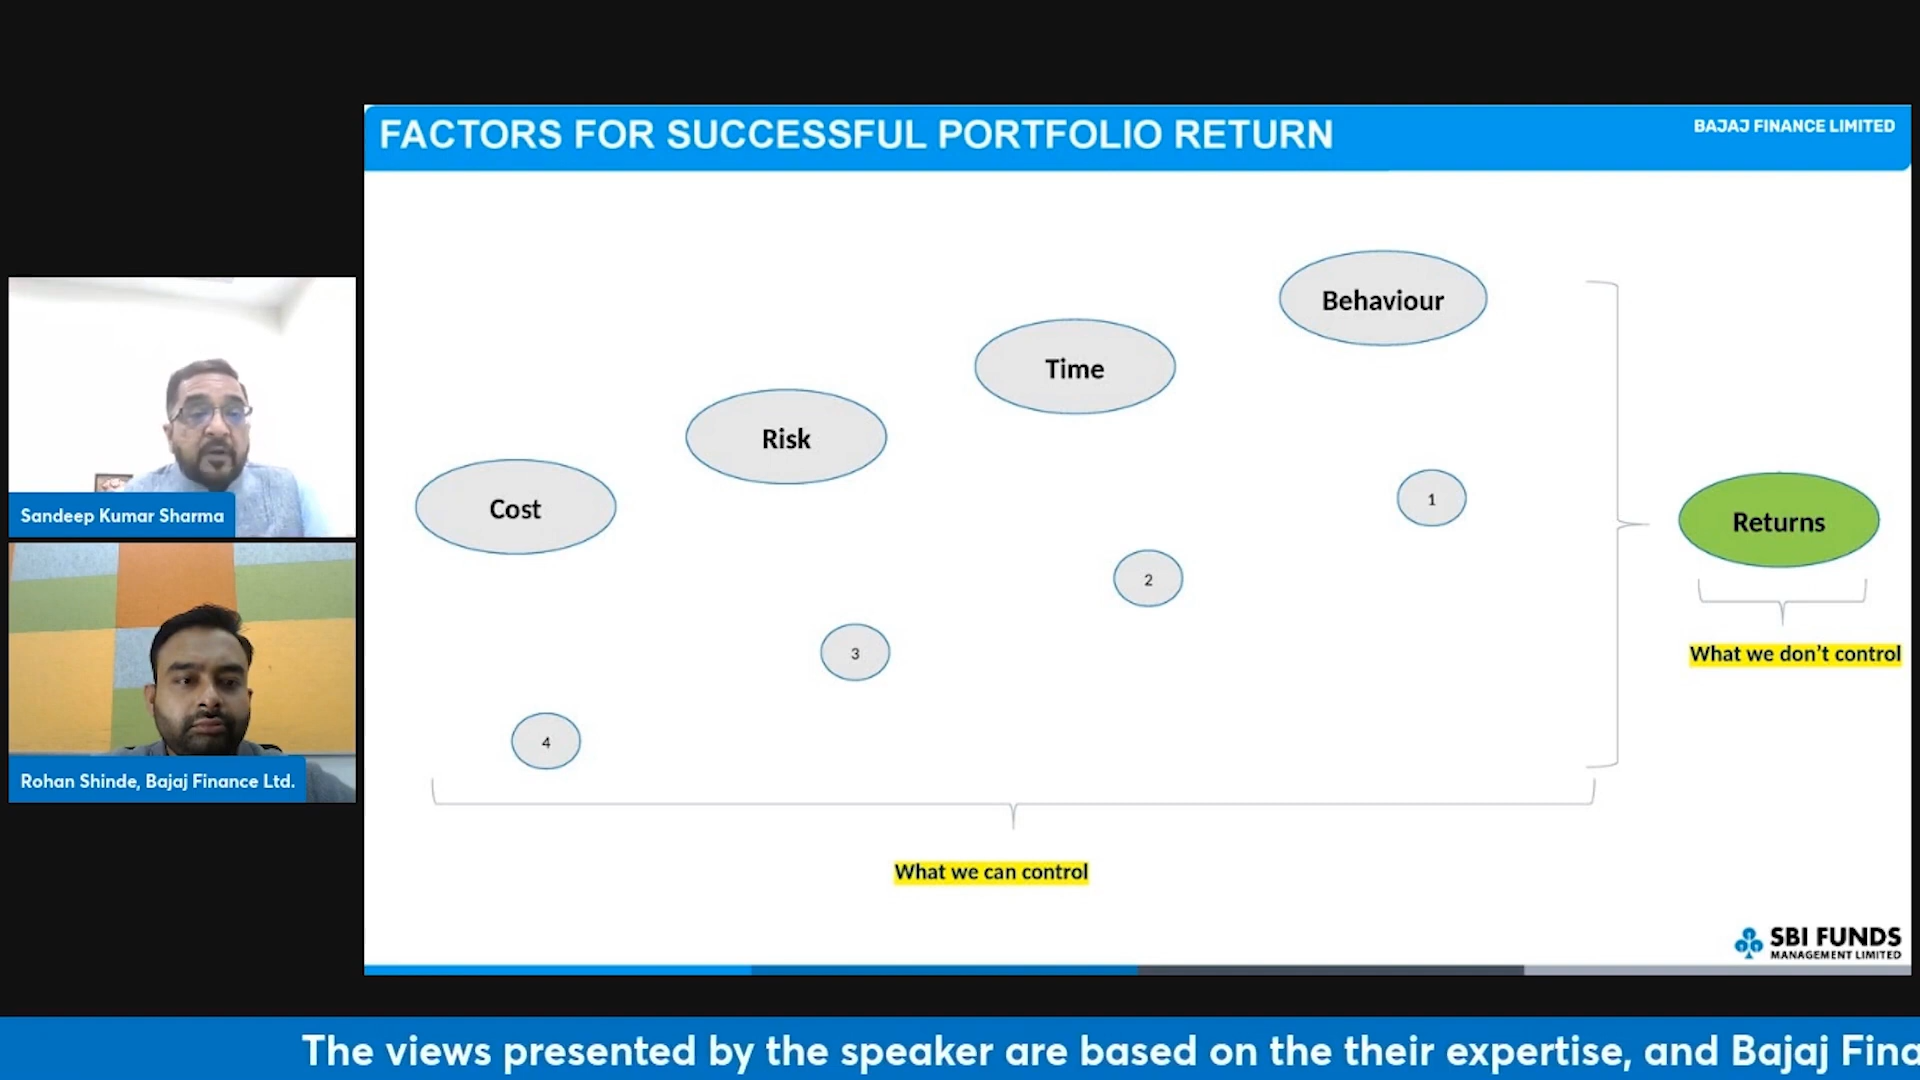 FACTORS FOR SUCCESSFUL PORTFOLIO RETURN
BAJAJ FINANCE LIMITED
Behaviour
Time
Risk
Cost
1
2
3
4
Returns
What we don't control
What we can control
Sandeep Kumar Sharma
Rohan Shinde, Bajaj Finance Ltd.
SBI FUNDS
MANAGEMENT LIMITED
The views presented by the speaker are based on the their expertise, and Bajaj Fina